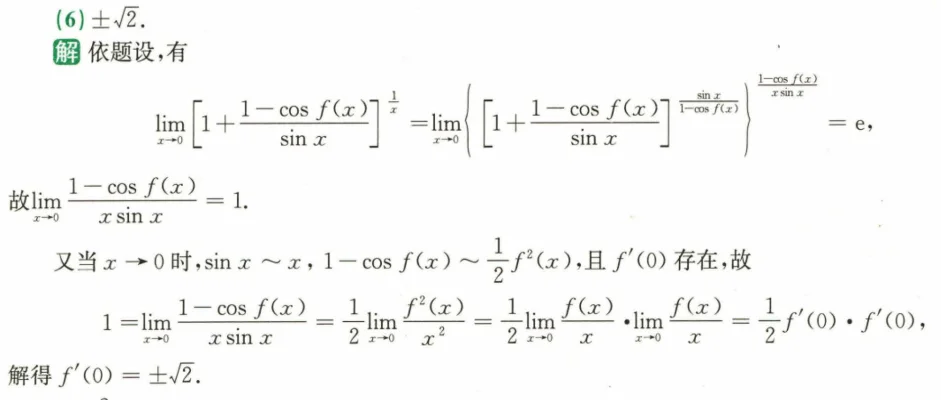 (6) ±√2.
解 依题设,有
lim_{x→0} [1 + (1 − cos f(x))/(sin x)]^{1/x} = lim_{x→0} {[1 + (1 − cos f(x))/(sin x)]^{(sin x)/(1−cos f(x))}}^{(1−cos f(x))/(x sin x)} = e,
故 lim_{x→0} (1 − cos f(x))/(x sin x) = 1.
又当 x → 0 时, sin x ~ x, 1 − cos f(x) ~ 1/2 f²(x), 且 f′(0) 存在,故
1 = lim_{x→0} (1 − cos f(x))/(x sin x) = 1/2 lim_{x→0} f²(x)/x² = 1/2 lim_{x→0} f(x)/x · lim_{x→0} f(x)/x = 1/2 f′(0) · f′(0),
解得 f′(0) = ±√2.